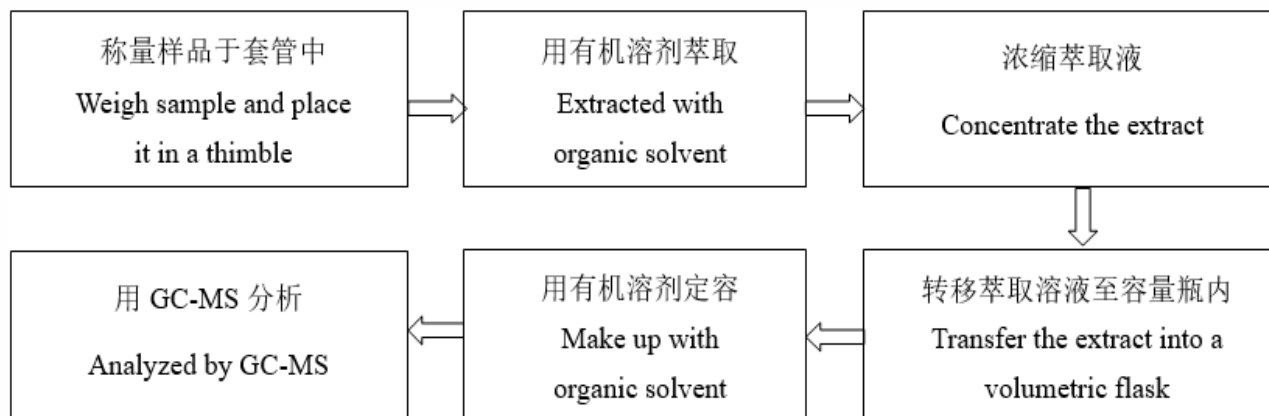 称量样品于套管中
Weigh sample and place
it in a thimble
用有机溶剂萃取
Extracted with
organic solvent
浓缩萃取液
Concentrate the extract
转移萃取溶液至容量瓶内
Transfer the extract into a
volumetric flask
用有机溶剂定容
Make up with
organic solvent
用 GC-MS 分析
Analyzed by GC-MS